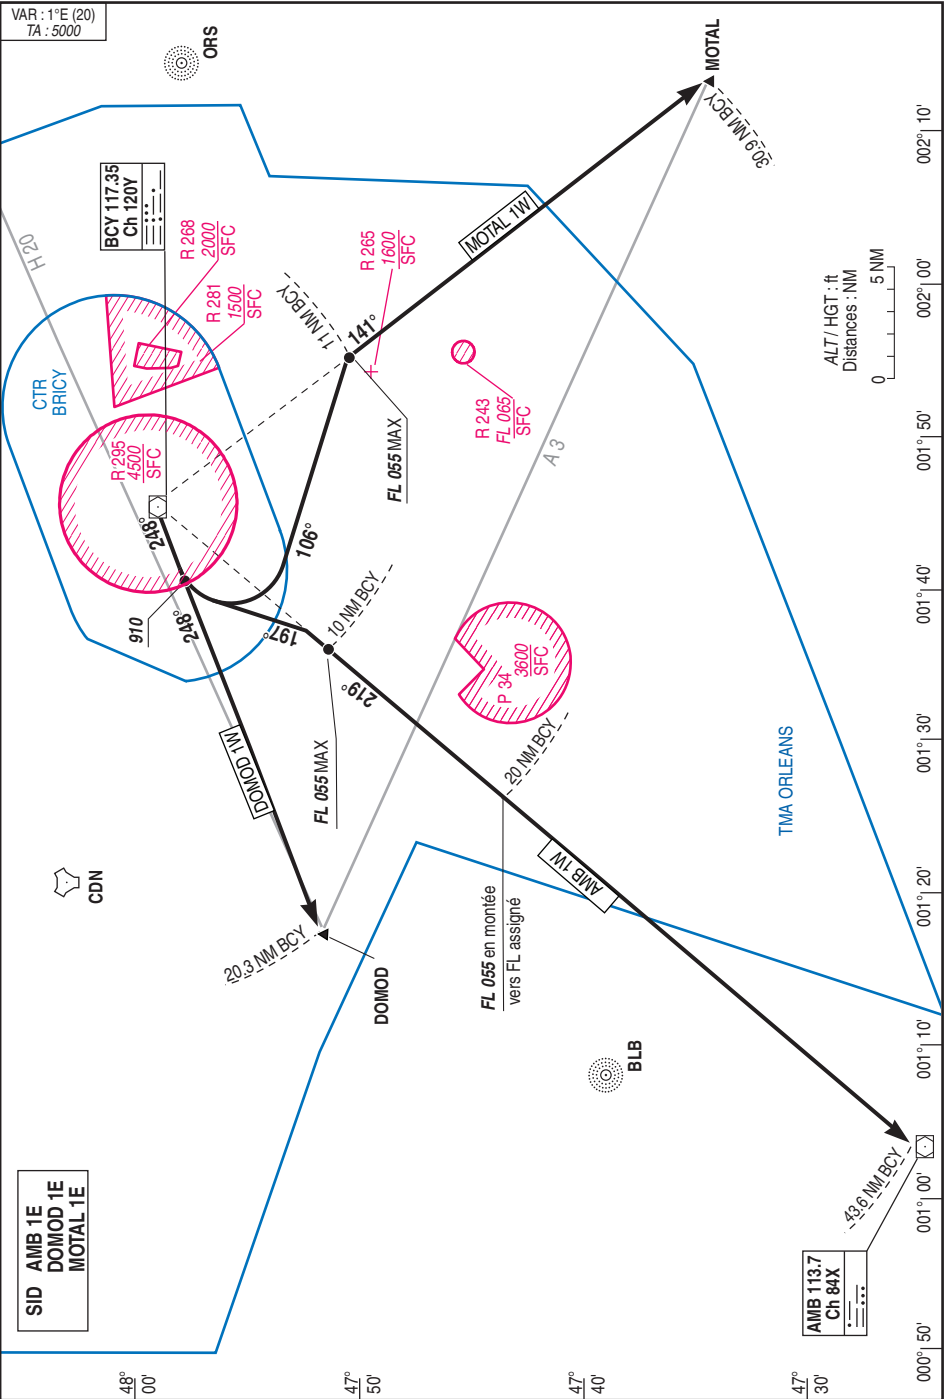 VAR : 1°E (20)
TA : 5000
ORS
MOTAL
30.9 NM BCY
H 20
BCY 117.35
Ch 120Y
R 268
2000
SFC
R 281
1500
SFC
R 265
1600
SFC
MOTAL 1W
CTR
BRICY
11 NM BCY
141°
R 295
4500
SFC
R 243
FL 065
SFC
A 3
FL 055 MAX
ALT / HGT : ft
Distances : NM
0
5 NM
248°
106°
910
248°
197°
10 NM BCY
219°
P 34
3600
SFC
DOMOD 1W
FL 055 MAX
20 NM BCY
TMA ORLEANS
CDN
AMB 1W
20.3 NM BCY
DOMOD
FL 055 en montée
vers FL assigné
BLB
43.6 NM BCY
AMB 113.7
Ch 84X
SID AMB 1E
DOMOD 1E
MOTAL 1E
002° 10'
002° 00'
001° 50'
001° 40'
001° 30'
001° 20'
001° 10'
001° 00'
000° 50'
48°
00'
47°
50'
47°
40'
47°
30'